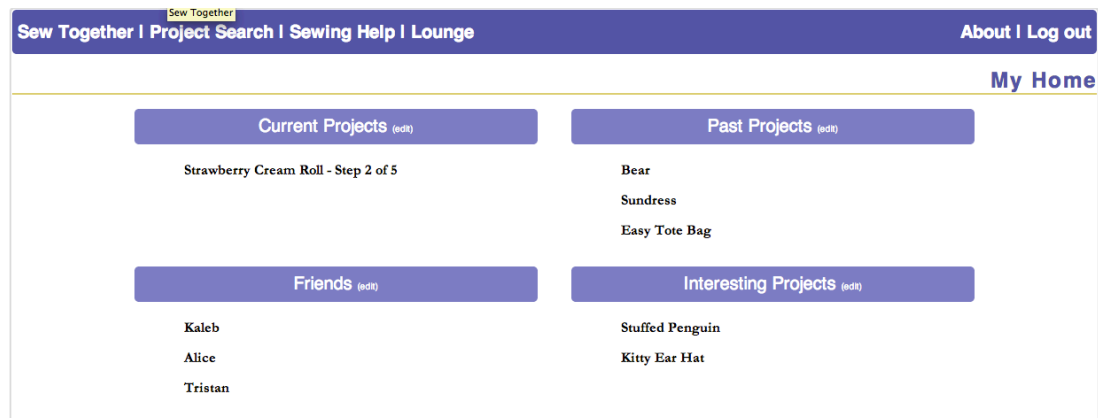 Sew Together
Sew Together | Project Search | Sewing Help | Lounge
About | Log out
My Home
Current Projects (edit)
Strawberry Cream Roll - Step 2 of 5
Past Projects (edit)
Bear
Sundress
Easy Tote Bag
Friends (edit)
Kaleb
Alice
Tristan
Interesting Projects (edit)
Stuffed Penguin
Kitty Ear Hat